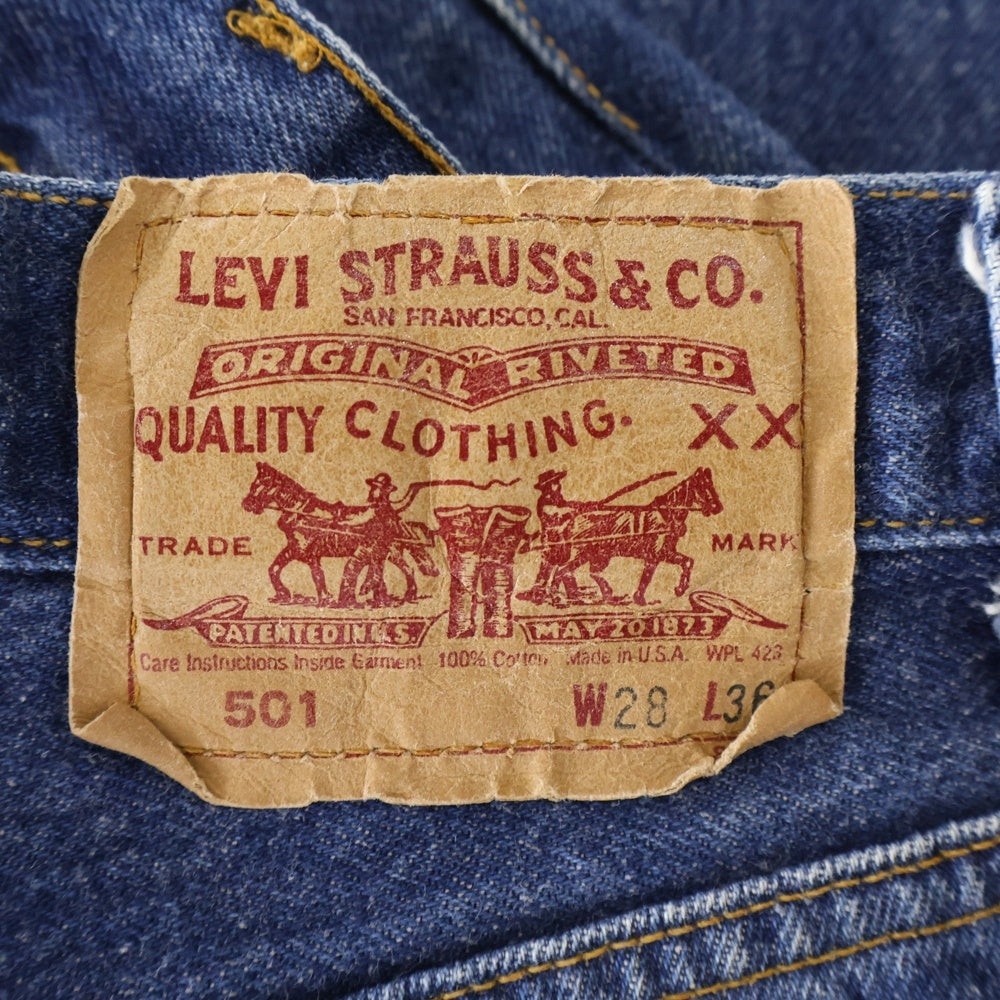 LEVI STRAUSS & CO.
SAN FRANCISCO, CAL.
ORIGINAL RIVETED
QUALITY CLOTHING. XX
TRADE MARK
PATENTED IN U.S. MAY 20 1873
Care Instructions Inside Garment 100% Cotton Made in U.S.A. WPL 423
501 W28 L36